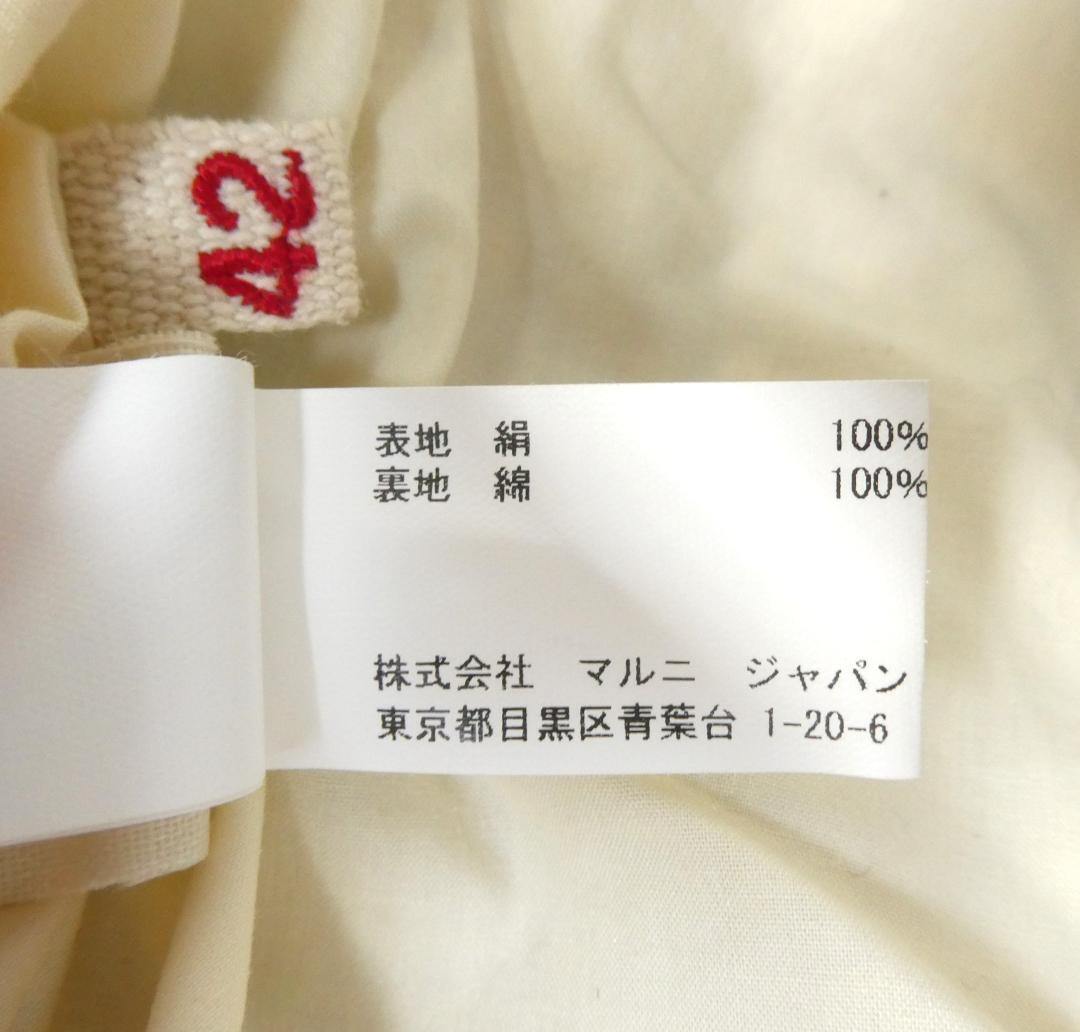 42
表地　絹　　　　　　　100%
裏地　綿　　　　　　　100%
株式会社　マルニ　ジャパン
東京都目黒区青葉台 1-20-6